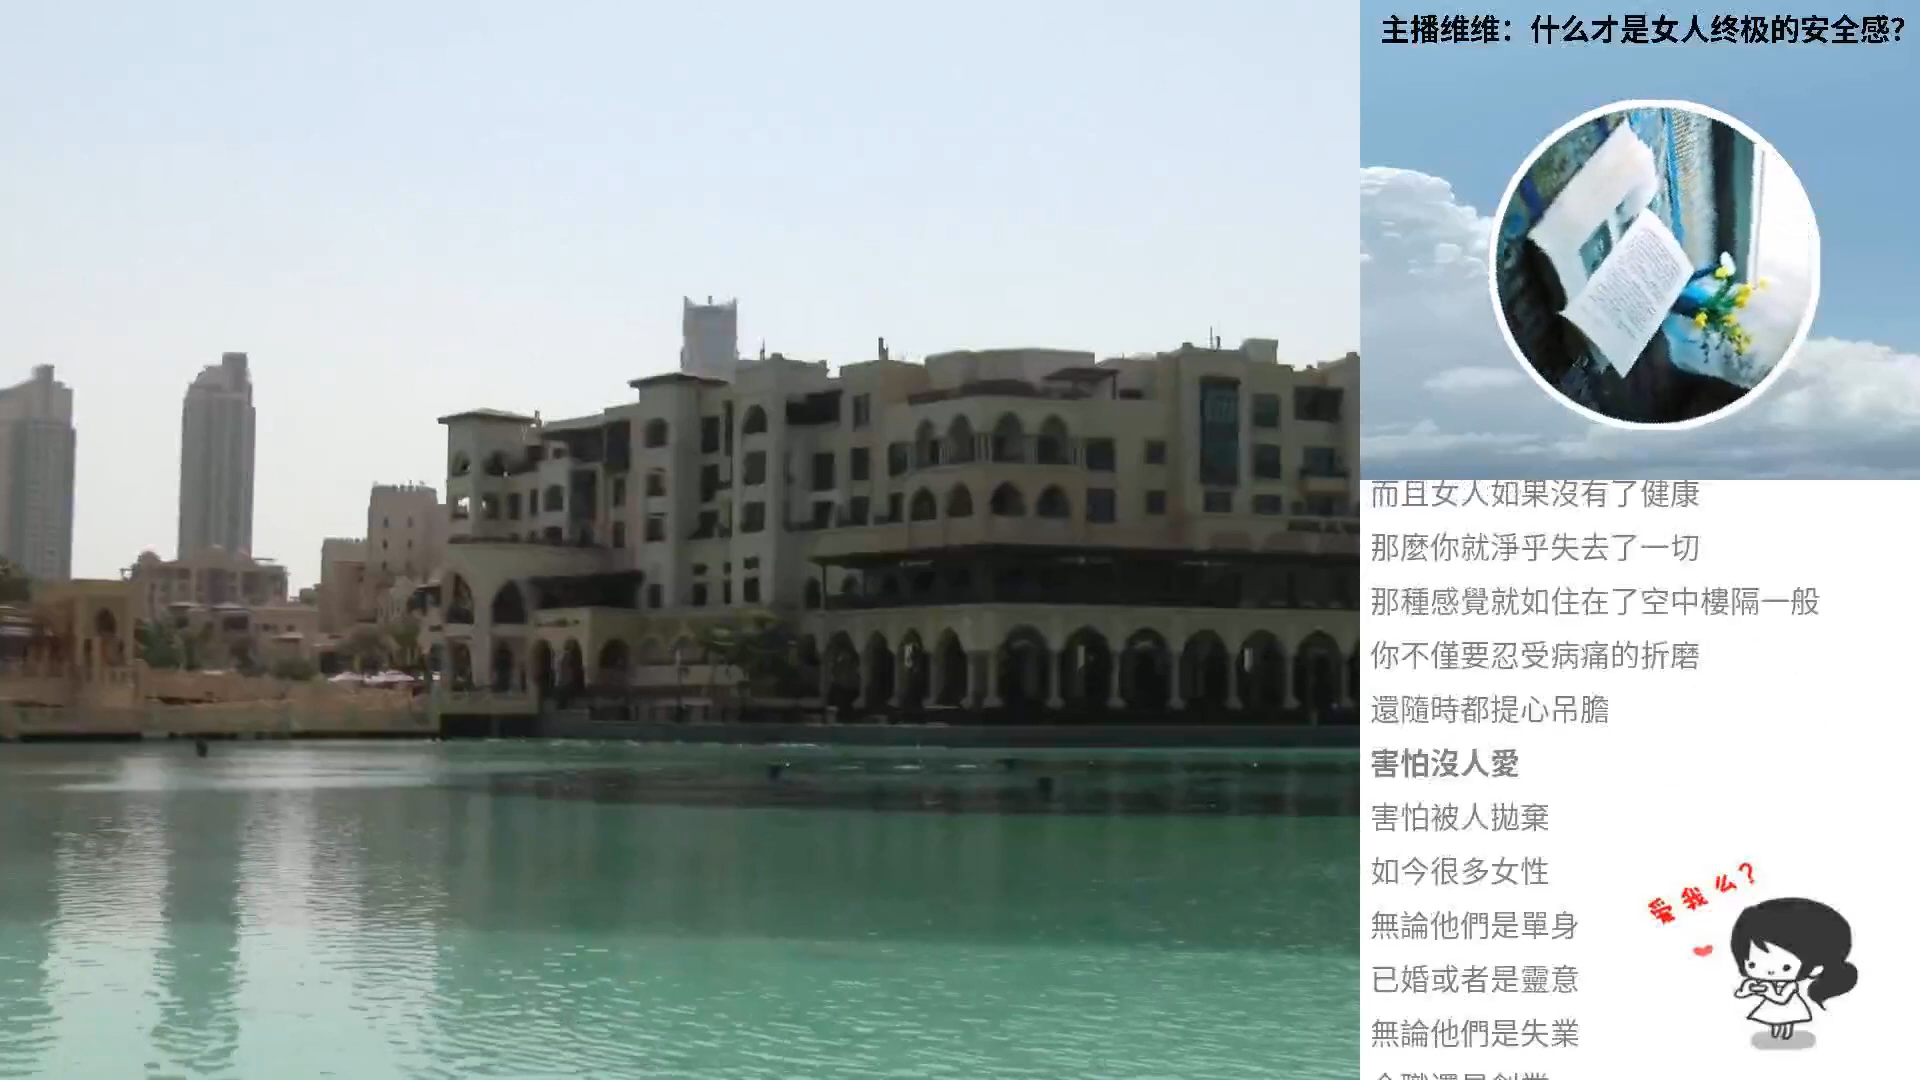 主播维维：什么才是女人终极的安全感？
而且女人如果沒有了健康
那麼你就淨乎失去了一切
那種感覺就如住在了空中樓隔一般
你不僅要忍受病痛的折磨
還隨時都提心吊膽
害怕沒人愛
害怕被人拋棄
如今很多女性
無論他們是單身
已婚或者是靈意
無論他們是失業
爱我么？